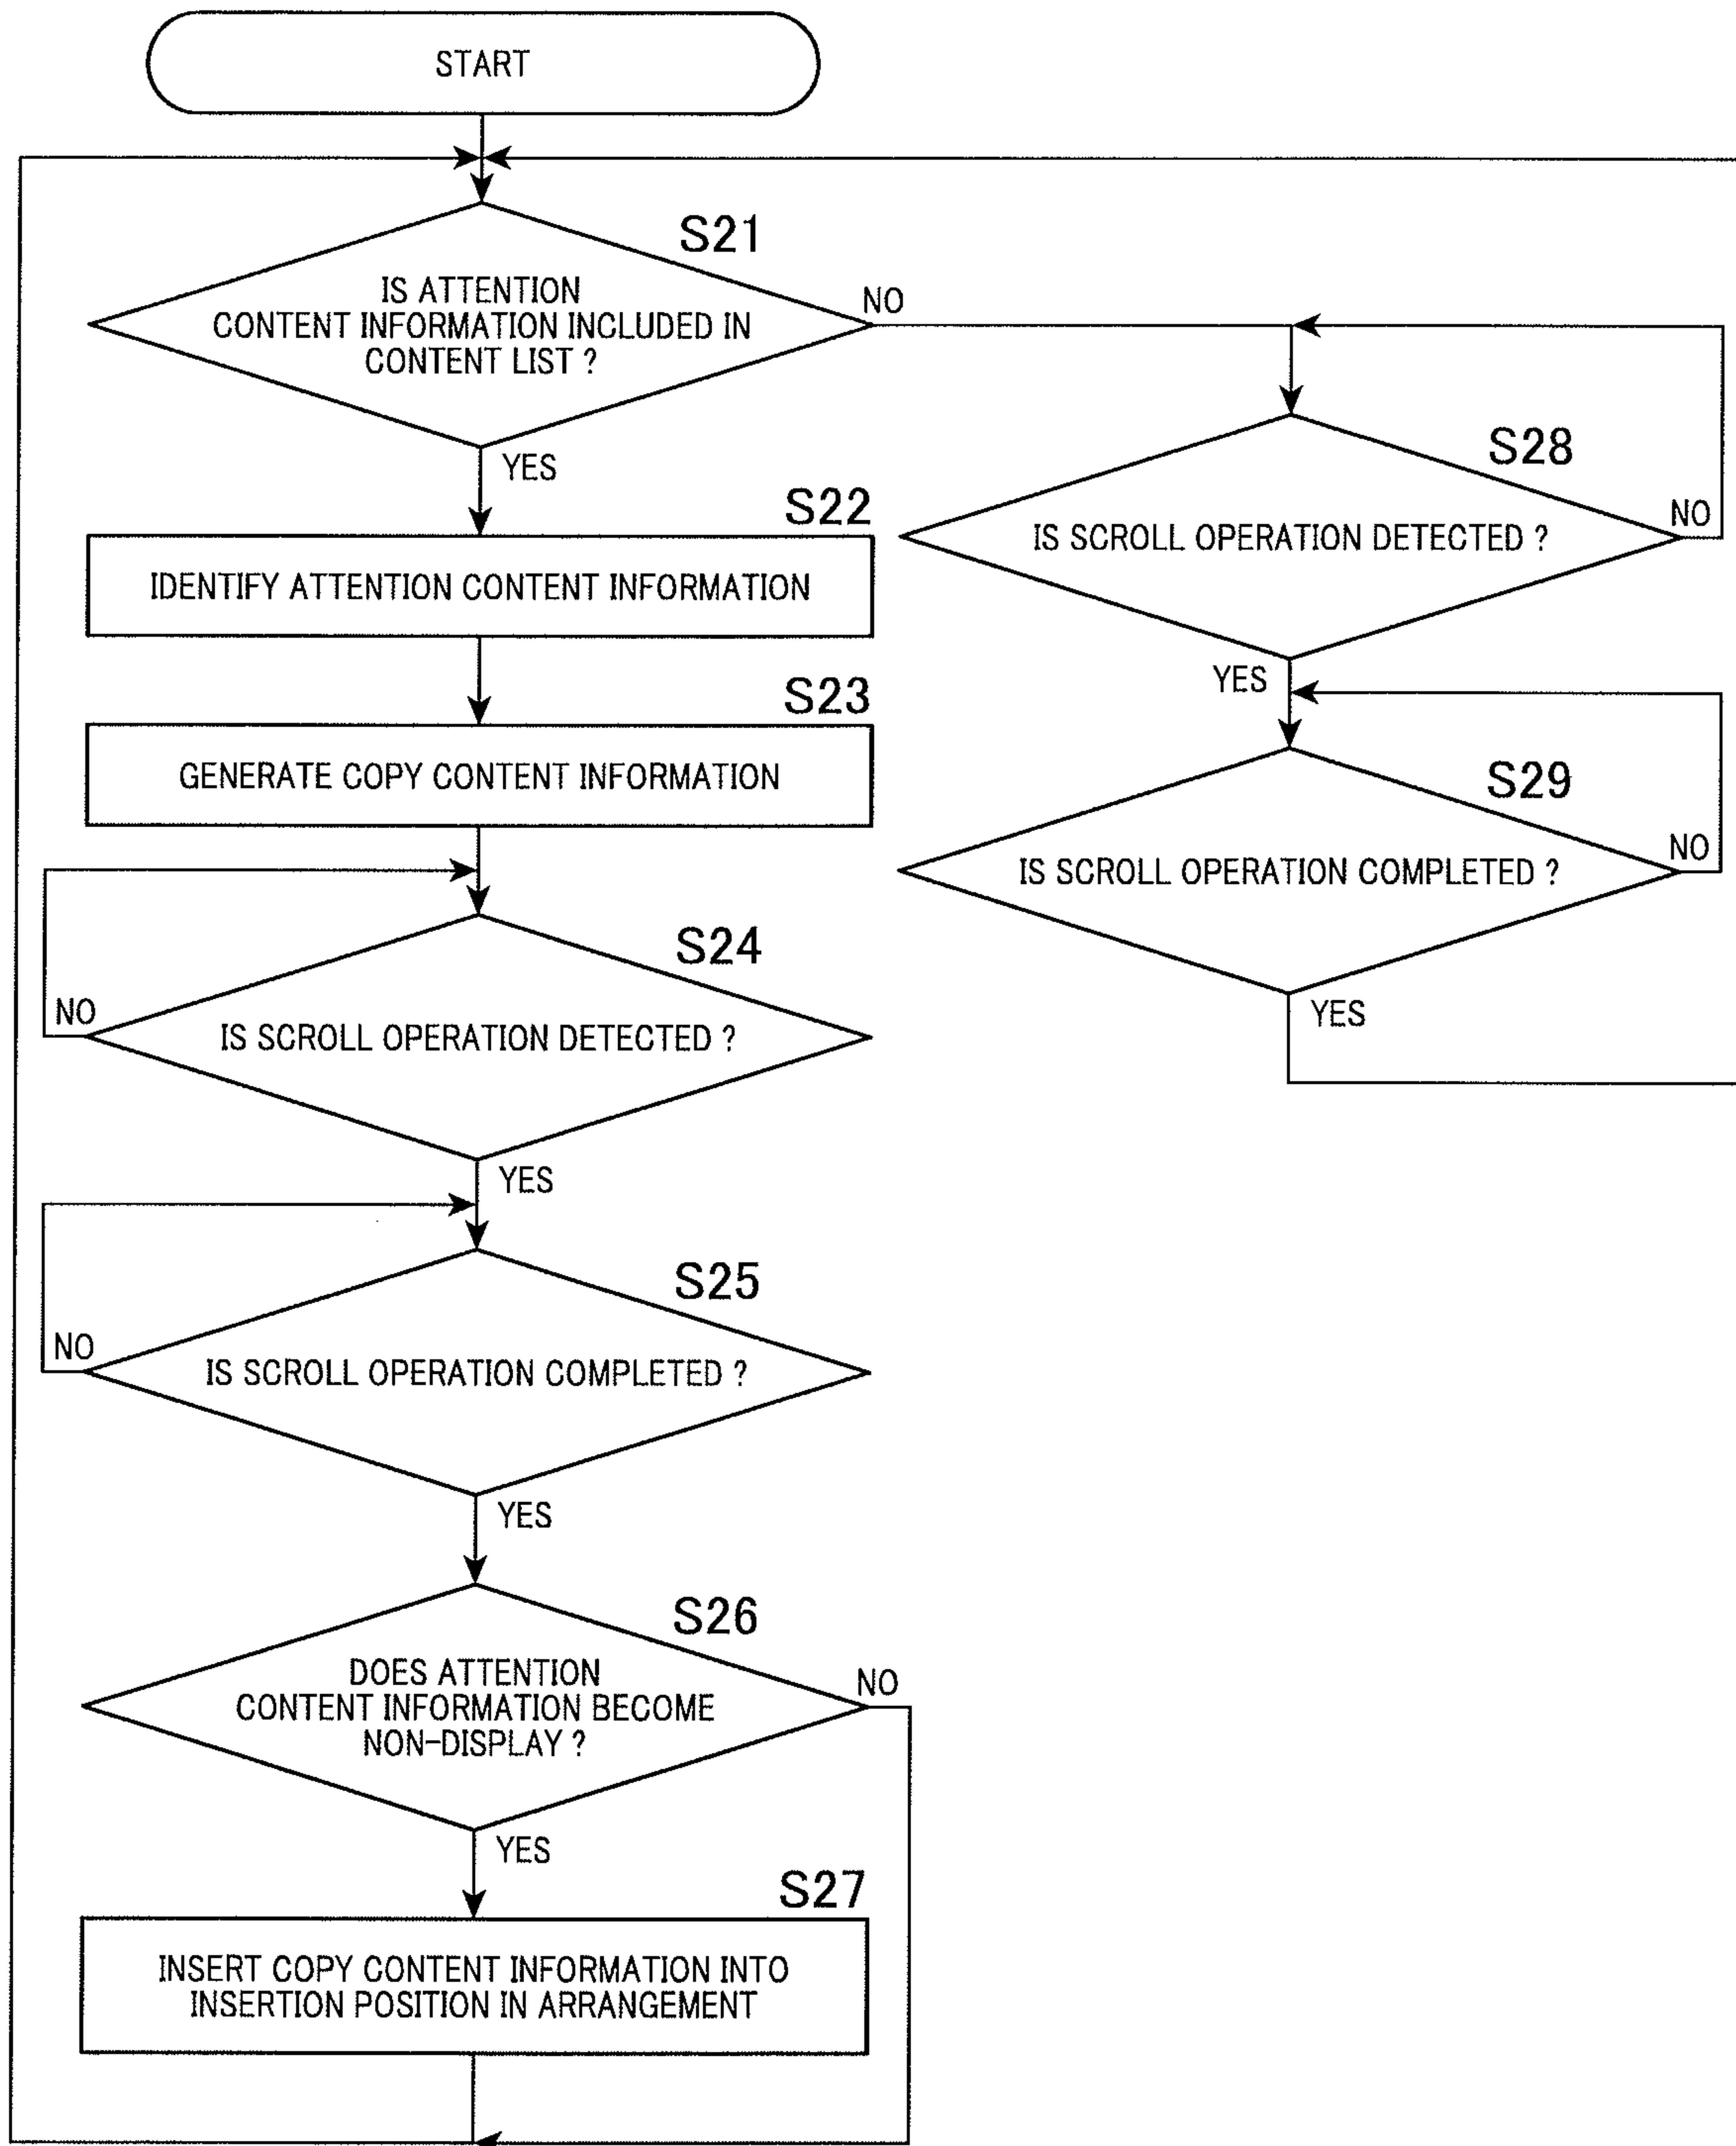 START
S21
IS ATTENTION
CONTENT INFORMATION INCLUDED IN
CONTENT LIST ?
NO
YES
S22
IDENTIFY ATTENTION CONTENT INFORMATION
S23
GENERATE COPY CONTENT INFORMATION
S24
NO
IS SCROLL OPERATION DETECTED ?
YES
S25
NO
IS SCROLL OPERATION COMPLETED ?
YES
S26
DOES ATTENTION
CONTENT INFORMATION BECOME
NON-DISPLAY ?
NO
YES
S27
INSERT COPY CONTENT INFORMATION INTO
INSERTION POSITION IN ARRANGEMENT
S28
IS SCROLL OPERATION DETECTED ?
NO
YES
S29
IS SCROLL OPERATION COMPLETED ?
NO
YES